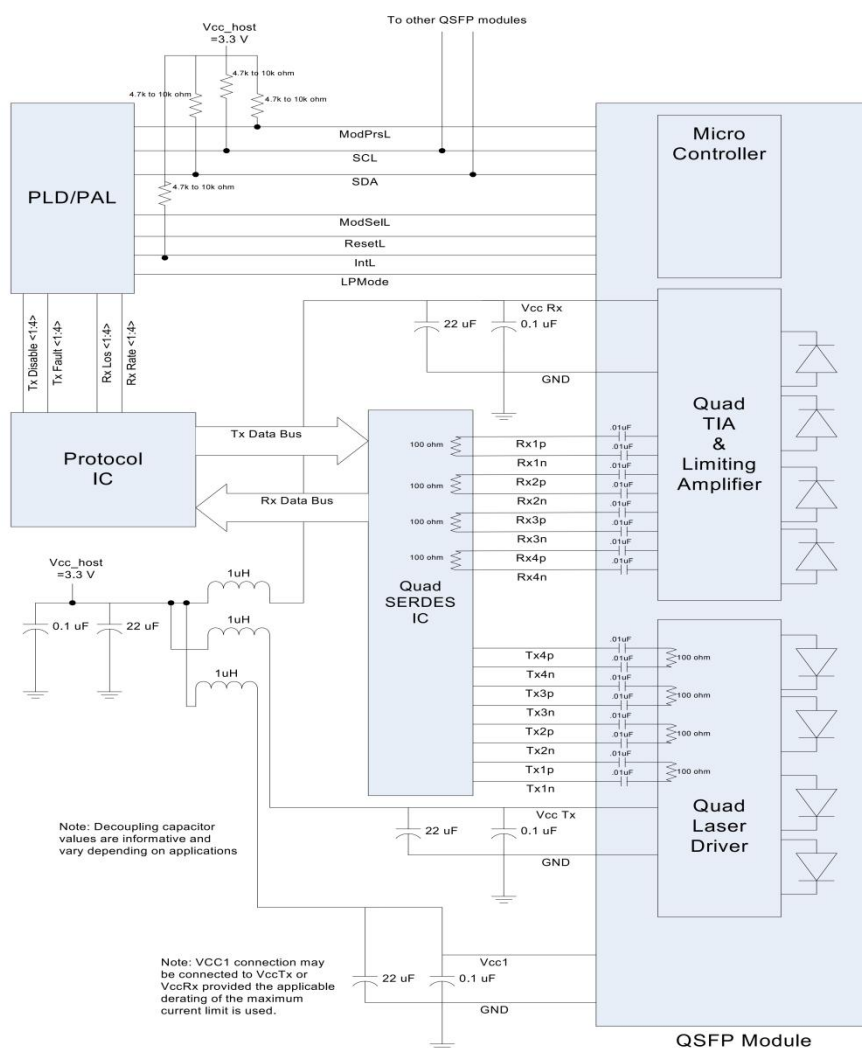 To other QSFP modules
Vcc_host
=3.3 V
4.7k to 10k ohm
4.7k to 10k ohm
4.7k to 10k ohm
4.7k to 10k ohm
PLD/PAL
ModPrsL
SCL
SDA
ModSelL
ResetL
IntL
LPMode
Micro
Controller
Tx Disable <1:4>
Tx Fault <1:4>
Rx Los <1:4>
Rx Rate <1:4>
Vcc Rx
22 uF
0.1 uF
GND
Protocol
IC
Tx Data Bus
Rx Data Bus
100 ohm
100 ohm
100 ohm
100 ohm
Quad
SERDES
IC
Rx1p
Rx1n
Rx2p
Rx2n
Rx3p
Rx3n
Rx4p
Rx4n
.01uF
.01uF
.01uF
.01uF
.01uF
.01uF
.01uF
.01uF
Quad
TIA
&
Limiting
Amplifier
Vcc_host
=3.3 V
0.1 uF
22 uF
1uH
1uH
1uH
Tx4p
Tx4n
Tx3p
Tx3n
Tx2p
Tx2n
Tx1p
Tx1n
.01uF
.01uF
.01uF
.01uF
.01uF
.01uF
.01uF
.01uF
100 ohm
100 ohm
100 ohm
100 ohm
Quad
Laser
Driver
Vcc Tx
22 uF
0.1 uF
GND
Note: Decoupling capacitor
values are informative and
vary depending on applications
Note: VCC1 connection may
be connected to VccTx or
VccRx provided the applicable
derating of the maximum
current limit is used.
22 uF
0.1 uF
Vcc1
GND
QSFP Module